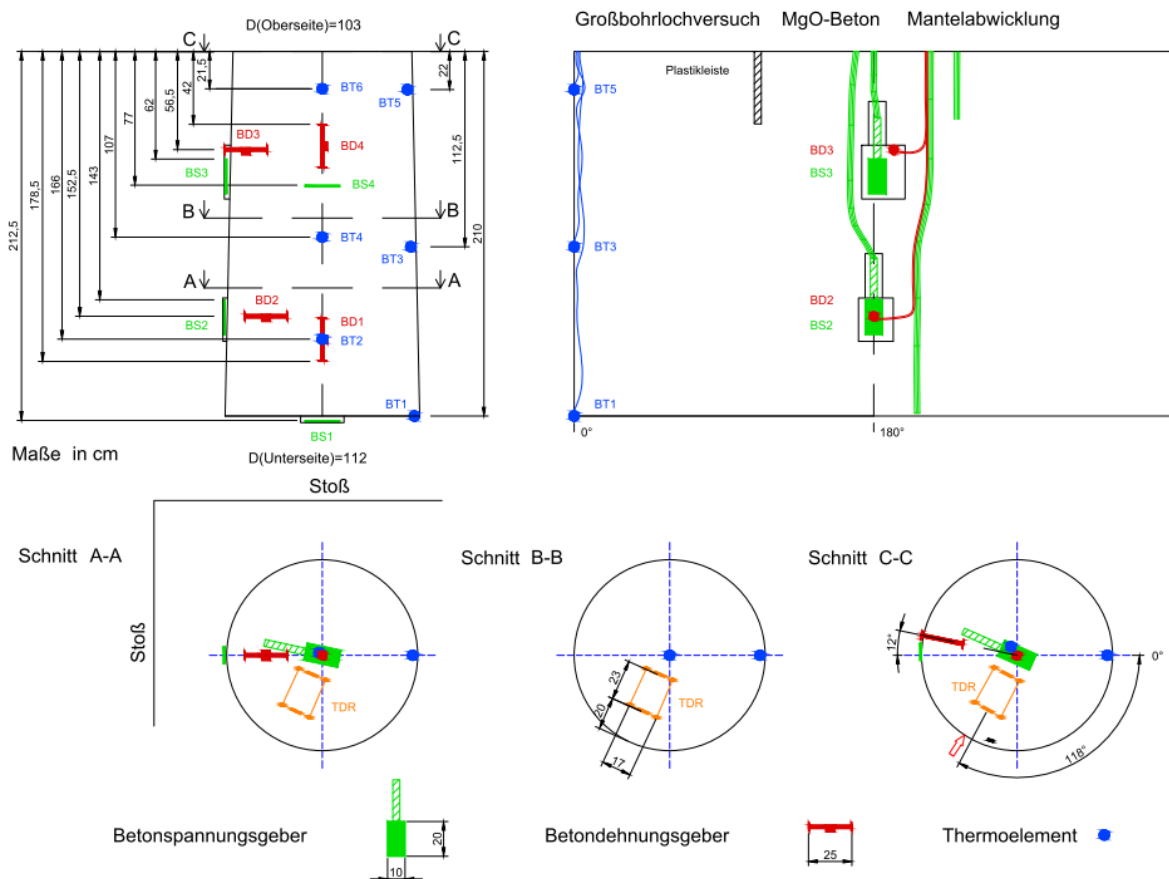 D(Oberseite)=103
Großbohrlochversuch MgO-Beton Mantelabwicklung
C C
21,5
22
42
56,5
62
77
107
112,5
143
152,5
166
178,5
210
212,5
BT6
BT5
BD3
BD4
BS3
BS4
B B
BT4
BT3
A A
BD2
BD1
BS2
BT2
BT1
BS1
Plastikleiste
BT5
BD3
BS3
BT3
BD2
BS2
BT1
0°
180°
Maße in cm
D(Unterseite)=112
Stoß
Stoß
Schnitt A-A
TDR
Schnitt B-B
23
20
17
TDR
Schnitt C-C
12°
0°
TDR
118°
Betonspannungsgeber
20
10
Betondehnungsgeber
25
Thermoelement